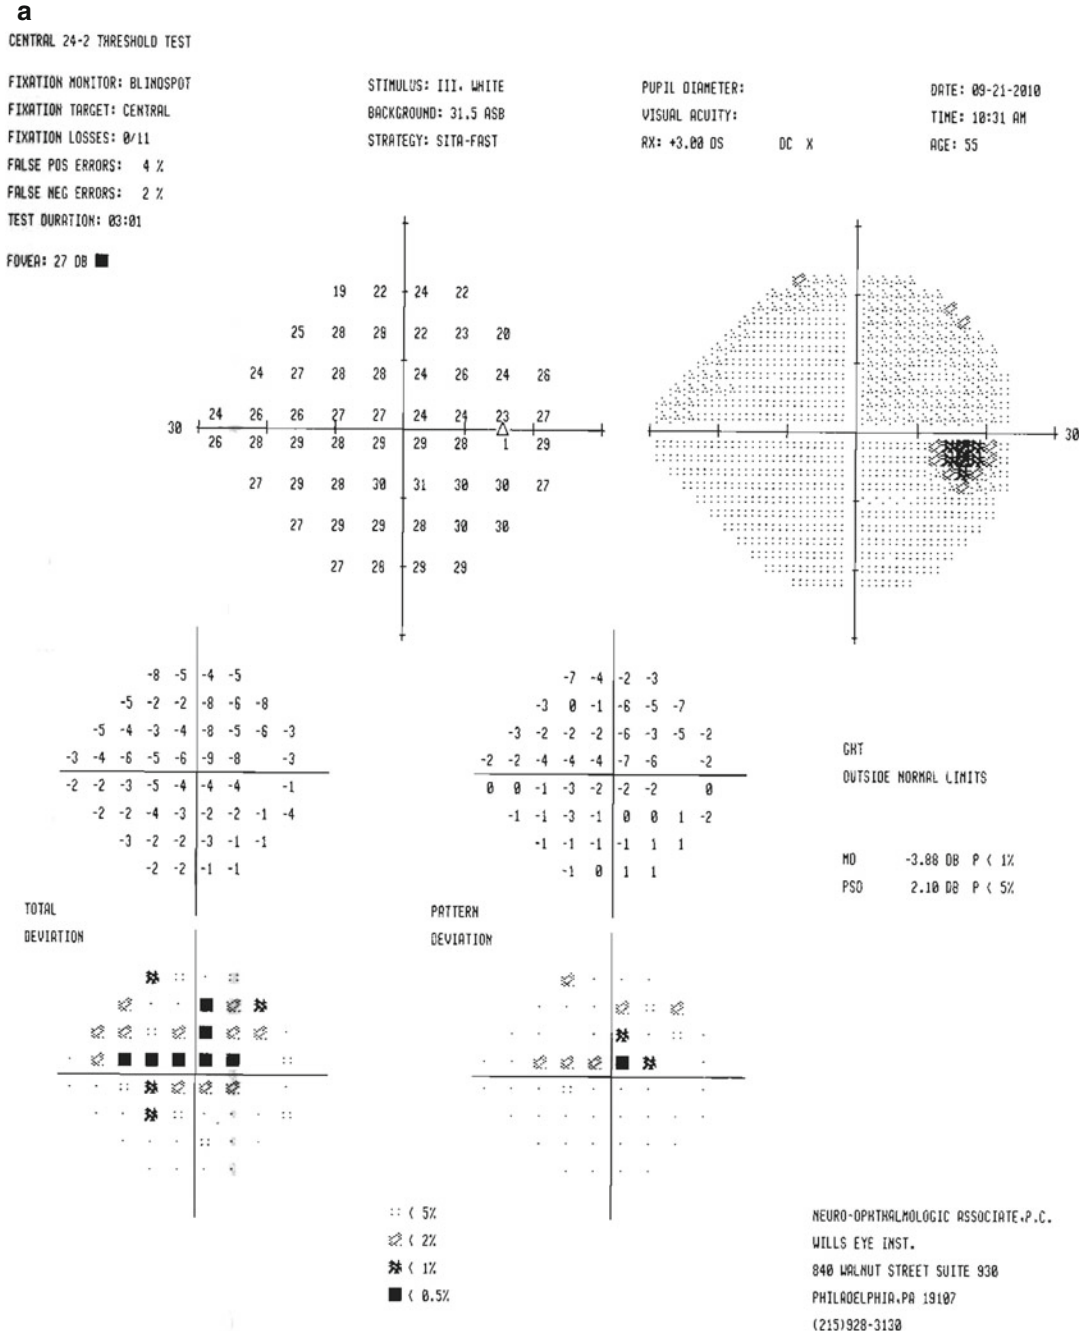 a
CENTRAL 24-2 THRESHOLD TEST
FIXATION MONITOR: BLINDSPOT
FIXATION TARGET: CENTRAL
FIXATION LOSSES: 0/11
FALSE POS ERRORS: 4 %
FALSE NEG ERRORS: 2 %
TEST DURATION: 03:01
FOVEA: 27 DB
STIMULUS: III, WHITE
BACKGROUND: 31.5 ASB
STRATEGY: SITA-FAST
PUPIL DIAMETER:
VISUAL ACUITY:
RX: +3.00 DS DC X
DATE: 09-21-2010
TIME: 10:31 AM
AGE: 55
19 22 24 22
25 28 28 22 23 20
24 27 28 28 24 26 24 26
24 26 26 27 27 24 24 23 27
30
30
26 28 29 28 29 29 28 1 29
27 29 28 30 31 30 30 27
27 29 29 28 30 30
27 28 29 29
-8 -5 -4 -5
-5 -2 -2 -8 -6 -8
-5 -4 -3 -4 -8 -5 -6 -3
-3 -4 -6 -5 -6 -9 -8 -3
-2 -2 -3 -5 -4 -4 -4 -1
-2 -2 -4 -3 -2 -2 -1 -4
-3 -2 -2 -3 -1 -1
-2 -2 -1 -1
TOTAL
DEVIATION
-7 -4 -2 -3
-3 0 -1 -6 -5 -7
-3 -2 -2 -2 -6 -3 -5 -2
-2 -2 -4 -4 -4 -7 -6 -2
0 0 -1 -3 -2 -2 -2 0
-1 -1 -3 -1 0 0 1 -2
-1 -1 -1 -1 1 1
-1 0 1 1
PATTERN
DEVIATION
GHT
OUTSIDE NORMAL LIMITS
MD -3.88 DB P < 1%
PSD 2.10 DB P < 5%
< 5%
< 2%
< 1%
< 0.5%
NEURO-OPHTHALMOLOGIC ASSOCIATE,P.C.
WILLS EYE INST.
840 WALNUT STREET SUITE 930
PHILADELPHIA,PA 19107
(215)928-3130